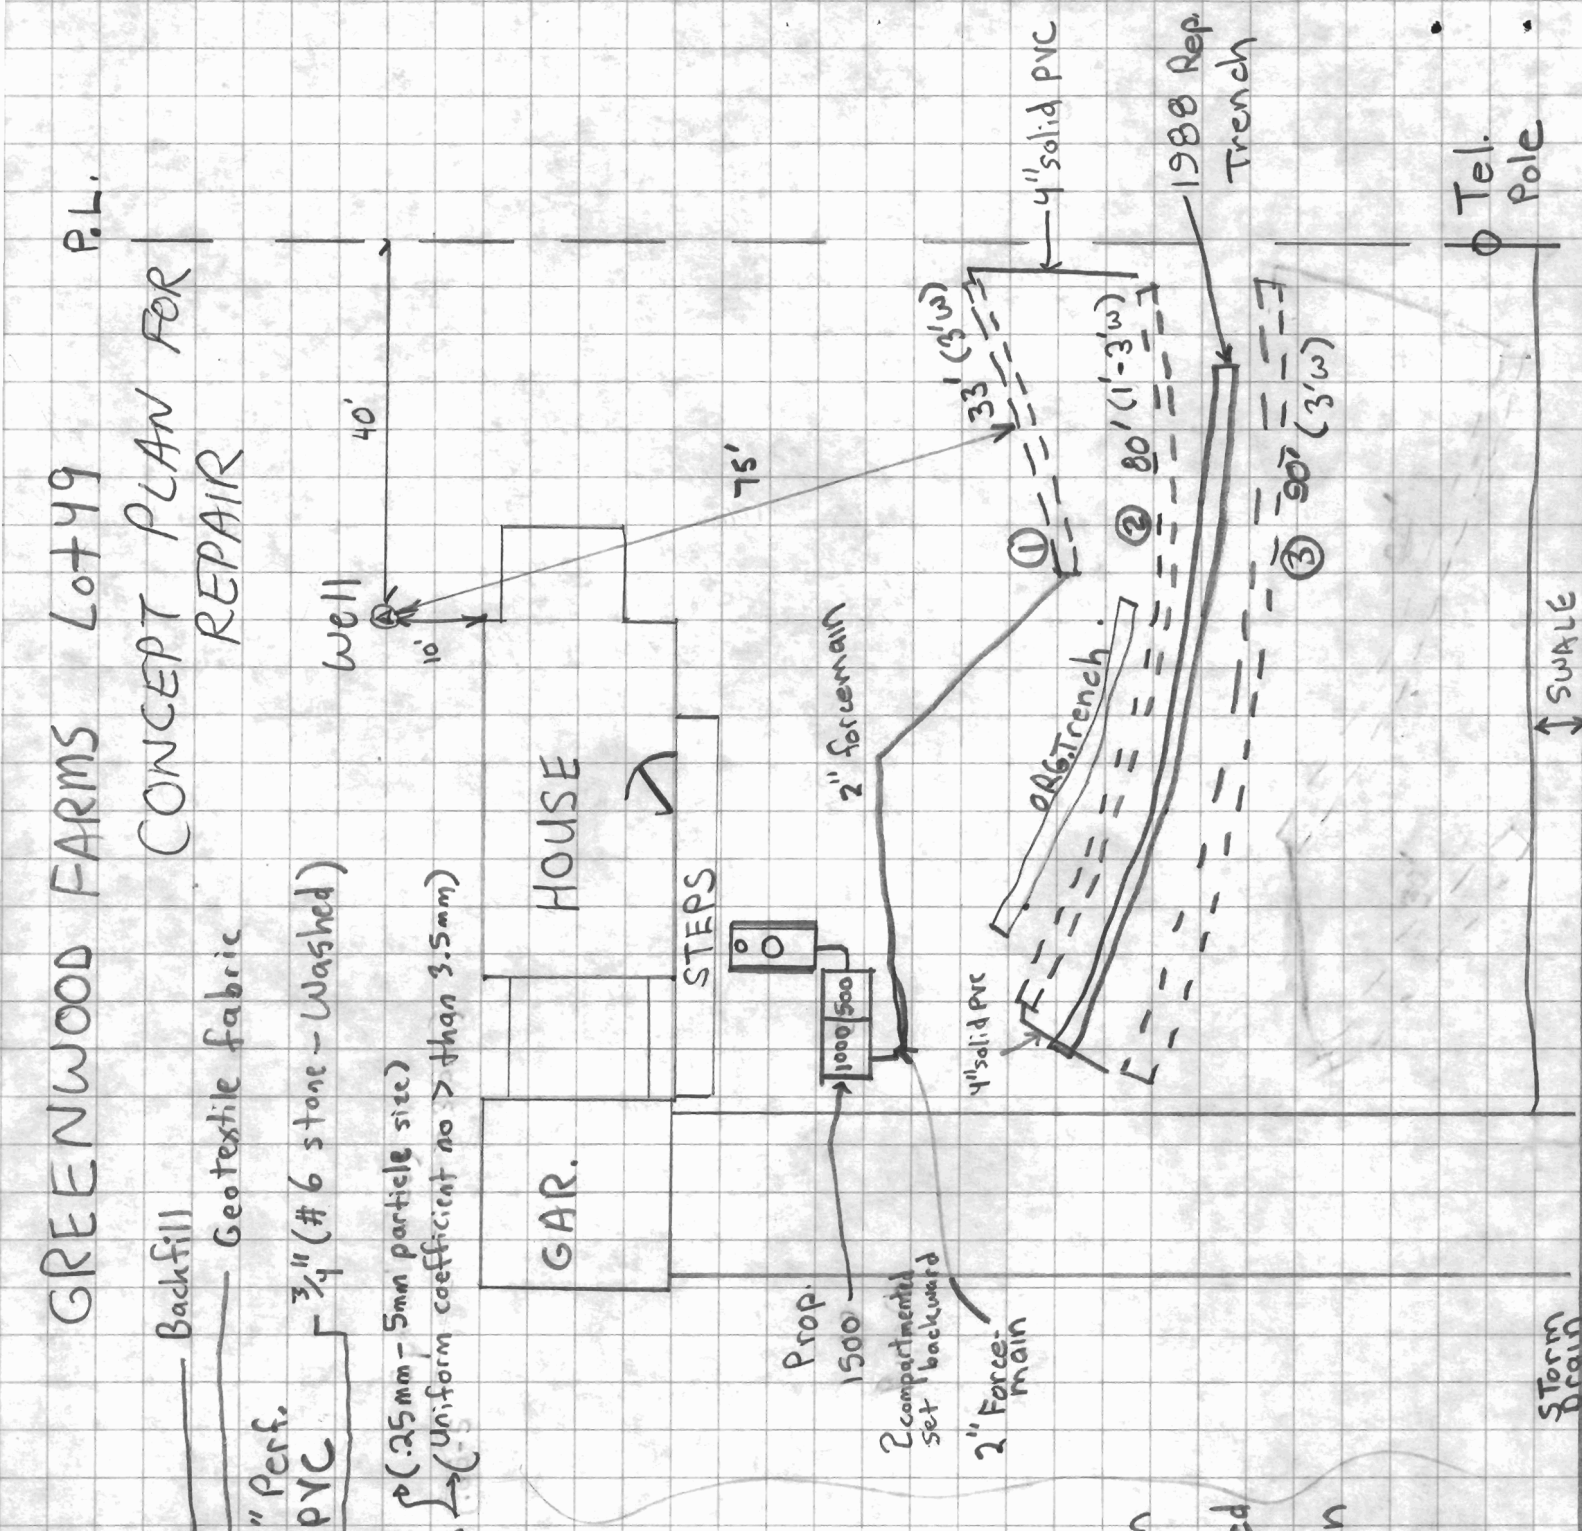 GREENWOOD FARMS Lot 49
P.L.
CONCEPT PLAN FOR
REPAIR
Backfill
Geotextile fabric
" Perf.
PVC
3/4" (#6 stone - Washed)
(.25mm - 5mm particle size)
(Uniform coefficient no > than 3.5mm)
Well
40'
10'
75'
HOUSE
GAR.
STEPS
1000
500
Prop.
1500
2 compartmented
set backward
2" Force-
main
2" forcemain
4" solid PVC
ORG. Trench
① 33' (3'w)
② 80' (1'-3'w)
③ 90' (3'w)
4" solid PVC
1988 Rep.
Trench
Tel.
Pole
SWALE
STorm
Drain